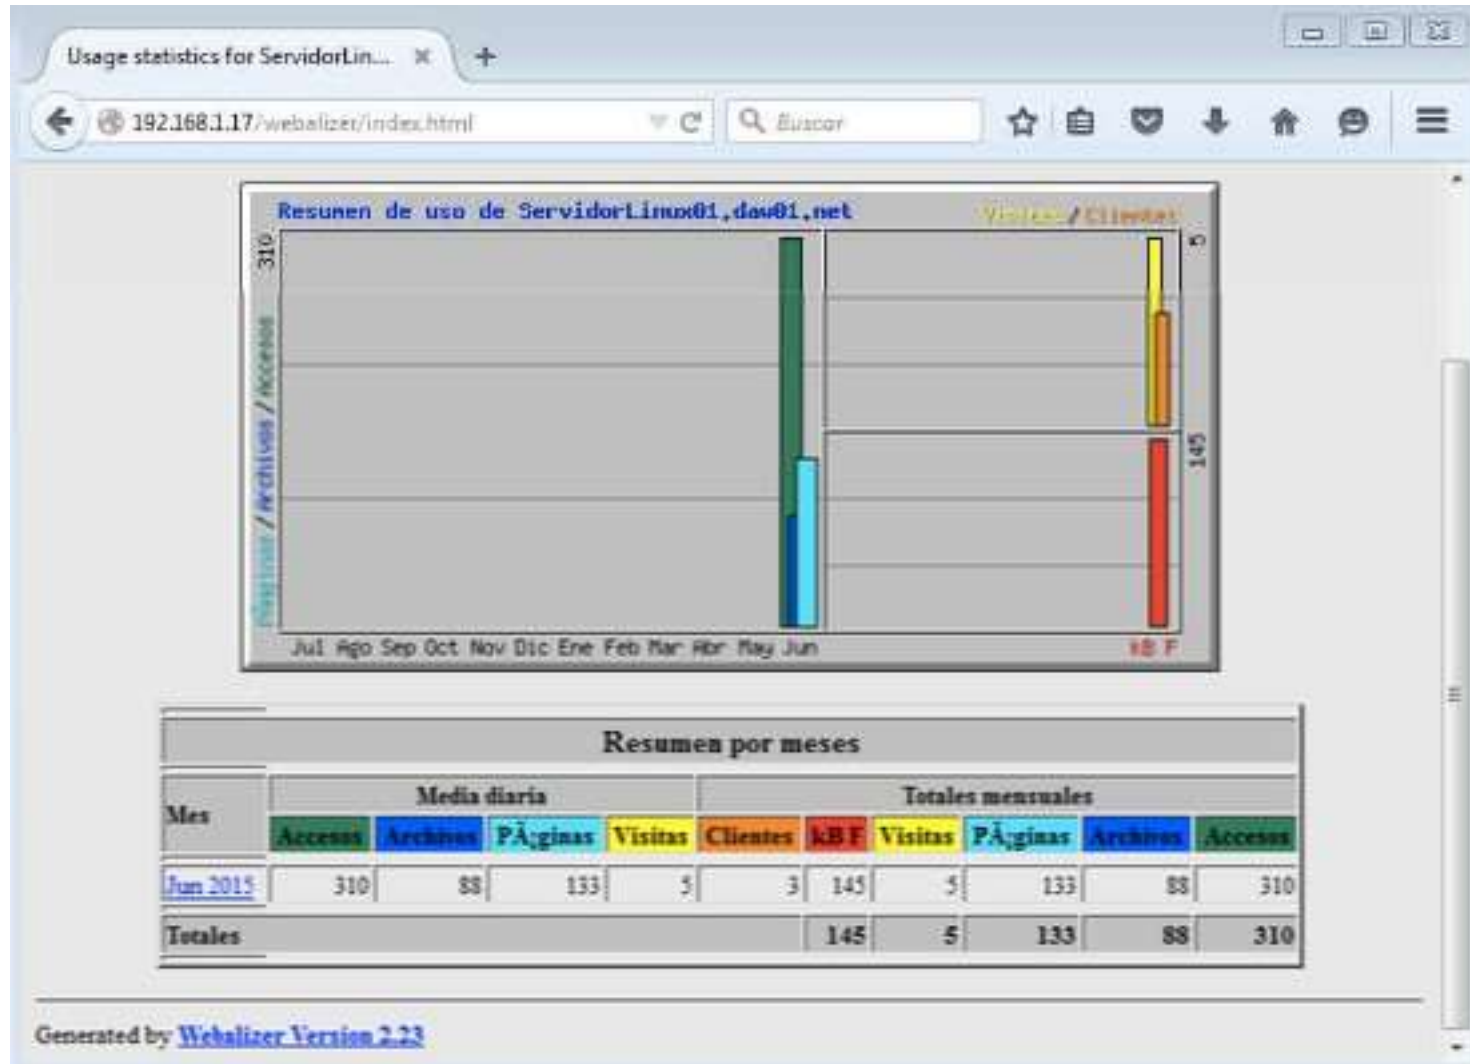 Usage statistics for ServidorLin...
192.168.1.17/webalizer/index.html
Buscar
Resumen de uso de ServidorLinux01.daw01.net
Visitas/Clientes
310
5
/Archivos/Accesos
145
Jul Ago Sep Oct Nov Dic Ene Feb Mar Abr May Jun
kB F
Resumen por meses
Mes
Media diaria
Totales mensuales
Accesos Archivos PÃ¡ginas Visitas Clientes kB F Visitas PÃ¡ginas Archivos Accesos
Jun 2015 310 88 133 5 3 145 5 133 88 310
Totales 145 5 133 88 310
Generated by Webalizer Version 2.23